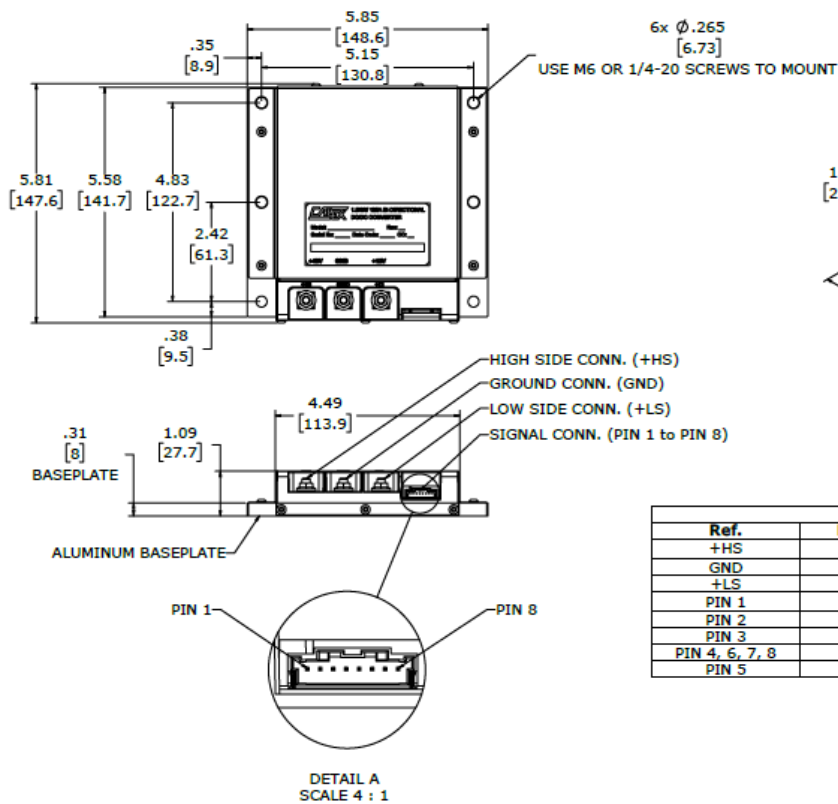 5.85
[148.6]
.35
[8.9]
5.15
[130.8]
6x Ø.265
[6.73]
USE M6 OR 1/4-20 SCREWS TO MOUNT
5.81
[147.6]
5.58
[141.7]
4.83
[122.7]
2.42
[61.3]
.38
[9.5]
HIGH SIDE CONN. (+HS)
GROUND CONN. (GND)
LOW SIDE CONN. (+LS)
SIGNAL CONN. (PIN 1 to PIN 8)
4.49
[113.9]
.31
[8]
BASEPLATE
1.09
[27.7]
ALUMINUM BASEPLATE
PIN 1
PIN 8
DETAIL A
SCALE 4 : 1
Ref.
+HS
GND
+LS
PIN 1
PIN 2
PIN 3
PIN 4, 6, 7, 8
PIN 5